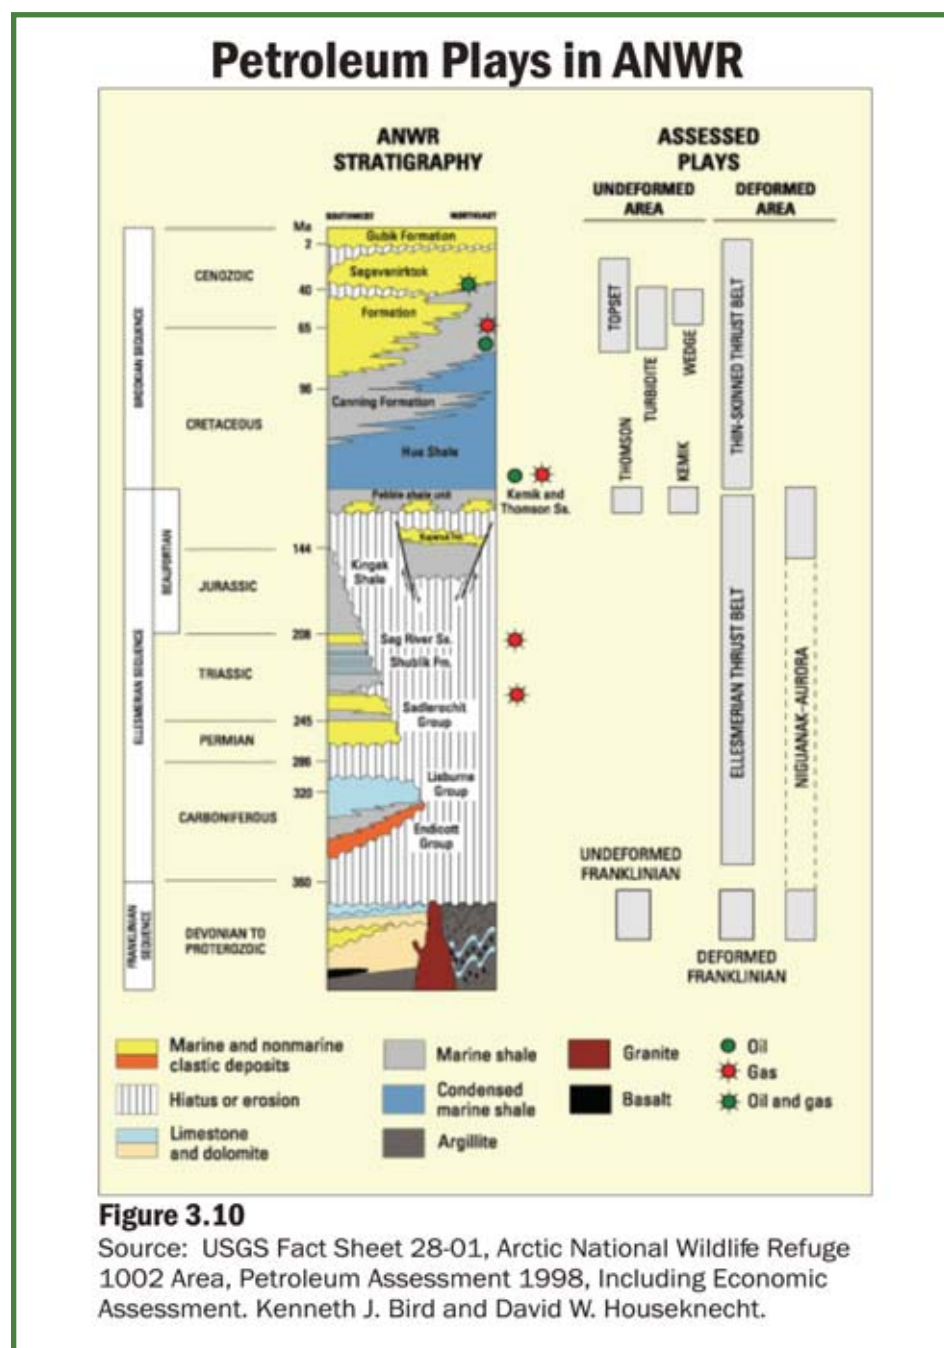 Petroleum Plays in ANWR
ANWR
STRATIGRAPHY
ASSESSED
PLAYS
UNDEFORMED
AREA
DEFORMED
AREA
SOUTHWEST
NORTHEAST
Ma
2
40
65
96
144
208
245
286
320
360
BROOKIAN SEQUENCE
BEAUFORTIAN
ELLESMERIAN SEQUENCE
FRANKLINIAN
SEQUENCE
CENOZOIC
CRETACEOUS
JURASSIC
TRIASSIC
PERMIAN
CARBONIFEROUS
DEVONIAN TO
PROTEROZOIC
Gubik Formation
Sagavanirktok
Formation
Canning Formation
Hua Shale
Pebble shale unit
Kemik and
Thomson Ss.
Kingak
Shale
Sag River Ss.
Shublik Fm.
Sadlerochit
Group
Lisburne
Group
Endicott
Group
TOPSET
TURBIDITE
WEDGE
THOMSON
KEMIK
THIN-SKINNED THRUST BELT
ELLESMERIAN THRUST BELT
NIGUANAK–AURORA
UNDEFORMED
FRANKLINIAN
DEFORMED
FRANKLINIAN
Marine and nonmarine
clastic deposits
Hiatus or erosion
Limestone
and dolomite
Marine shale
Condensed
marine shale
Argillite
Granite
Basalt
Oil
Gas
Oil and gas
Figure 3.10
Source: USGS Fact Sheet 28-01, Arctic National Wildlife Refuge
1002 Area, Petroleum Assessment 1998, Including Economic
Assessment. Kenneth J. Bird and David W. Houseknecht.